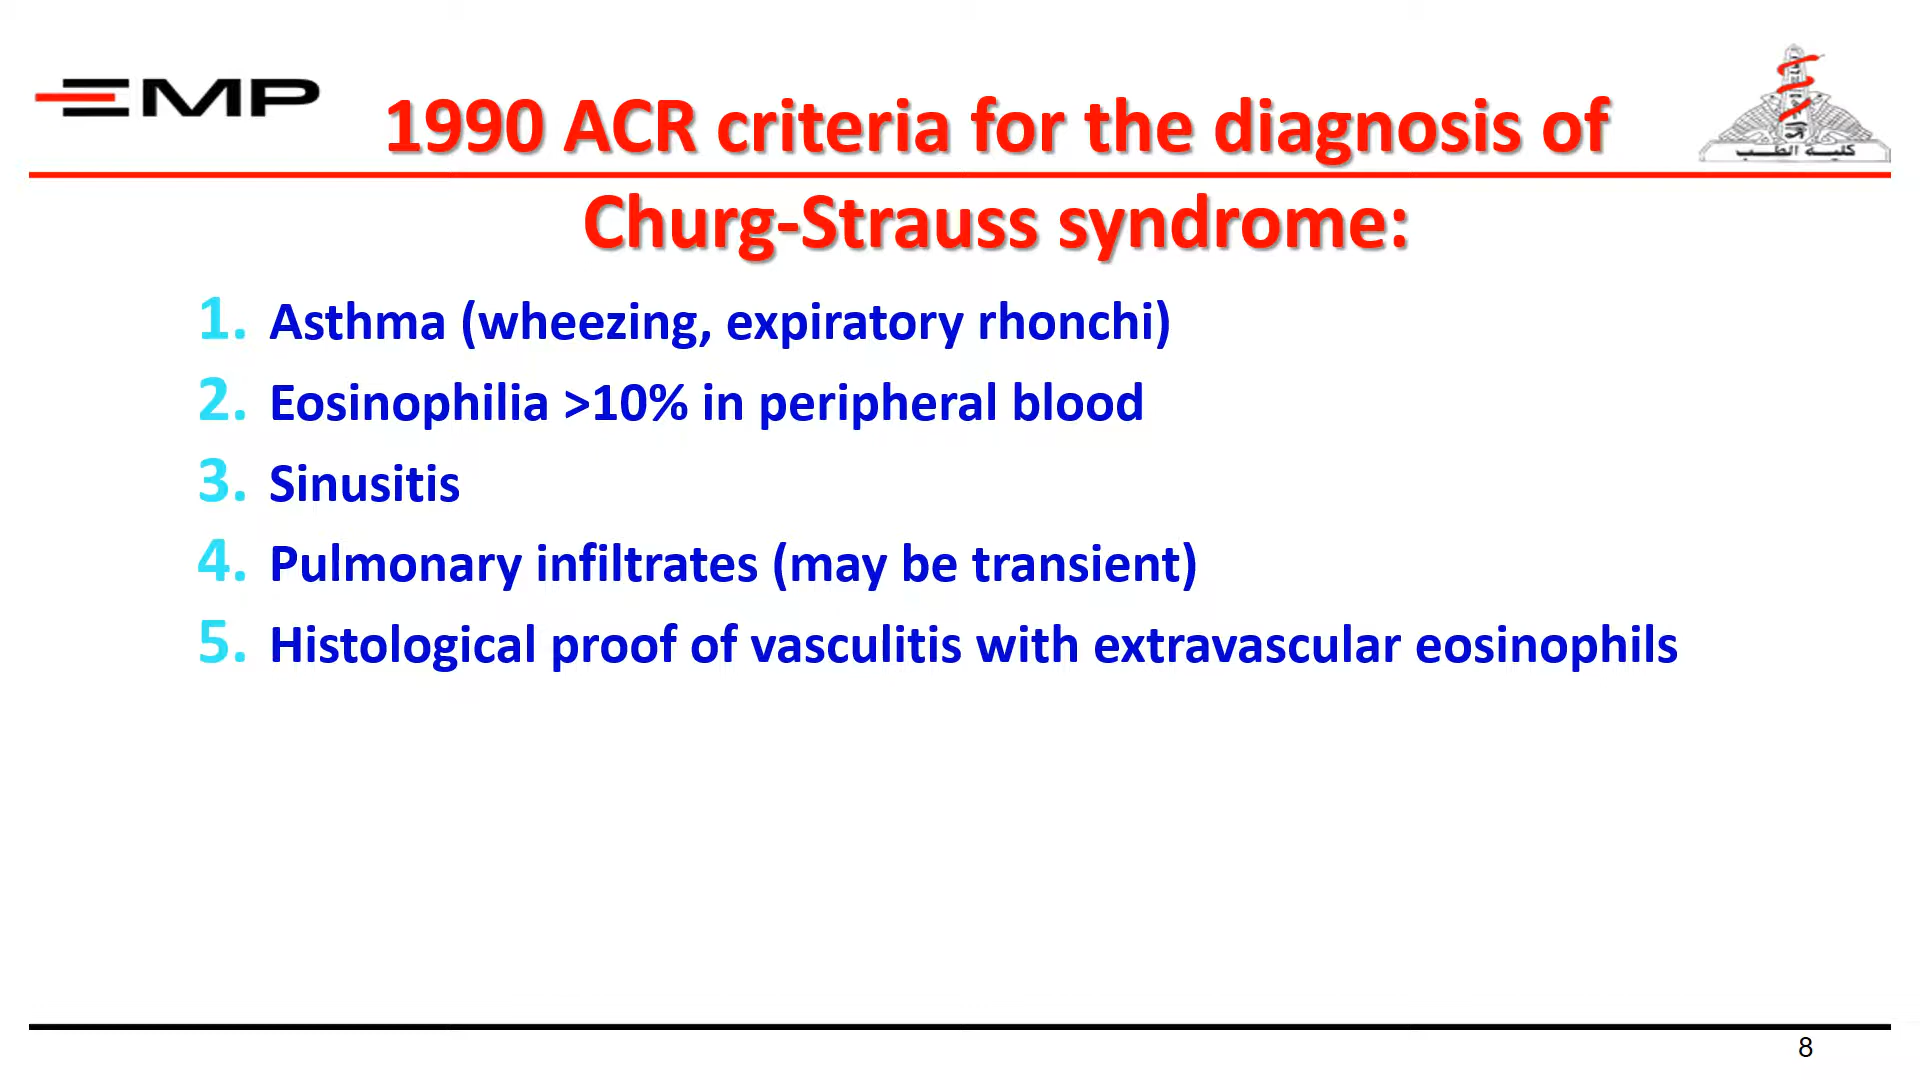 EMP
1990 ACR criteria for the diagnosis of
كلية الطب
Churg-Strauss syndrome:
1. Asthma (wheezing, expiratory rhonchi)
2. Eosinophilia >10% in peripheral blood
3. Sinusitis
4. Pulmonary infiltrates (may be transient)
5. Histological proof of vasculitis with extravascular eosinophils
8